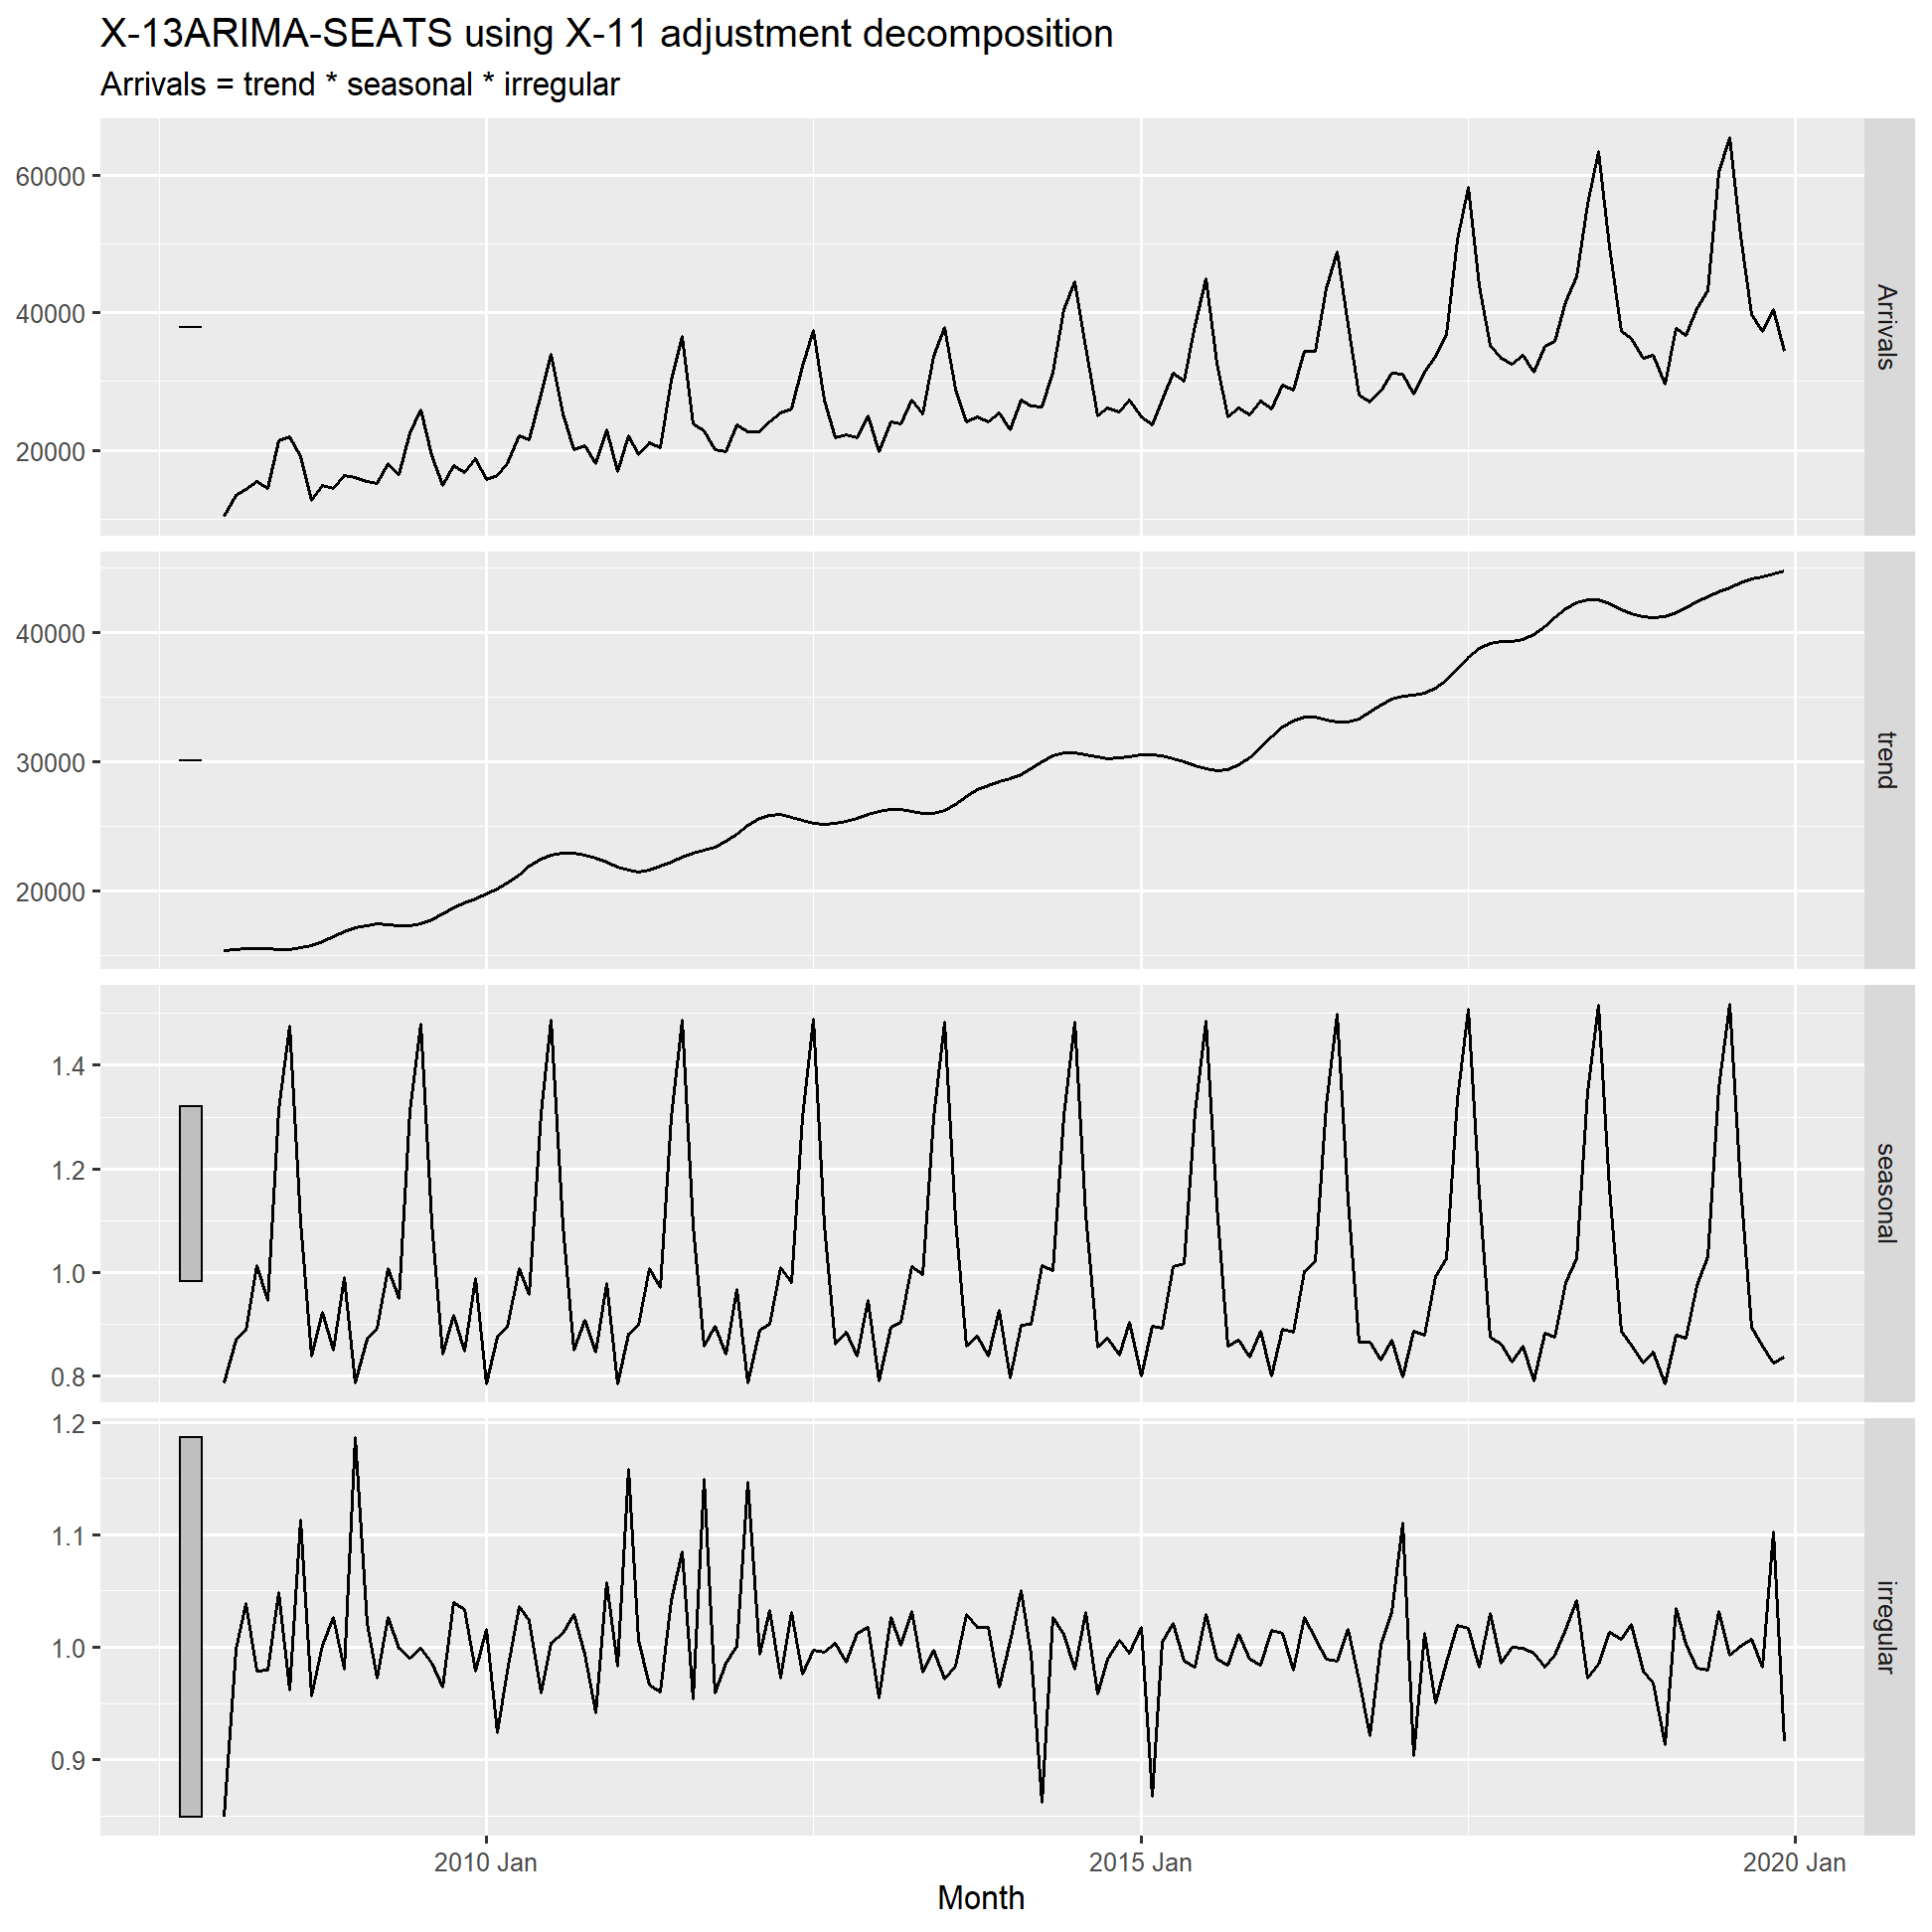 X-13ARIMA-SEATS using X-11 adjustment decomposition
Arrivals = trend * seasonal * irregular
60000
40000
20000
Arrivals
40000
30000
20000
trend
1.4
1.2
1.0
0.8
seasonal
1.2
1.1
1.0
0.9
irregular
2010 Jan
2015 Jan
2020 Jan
Month